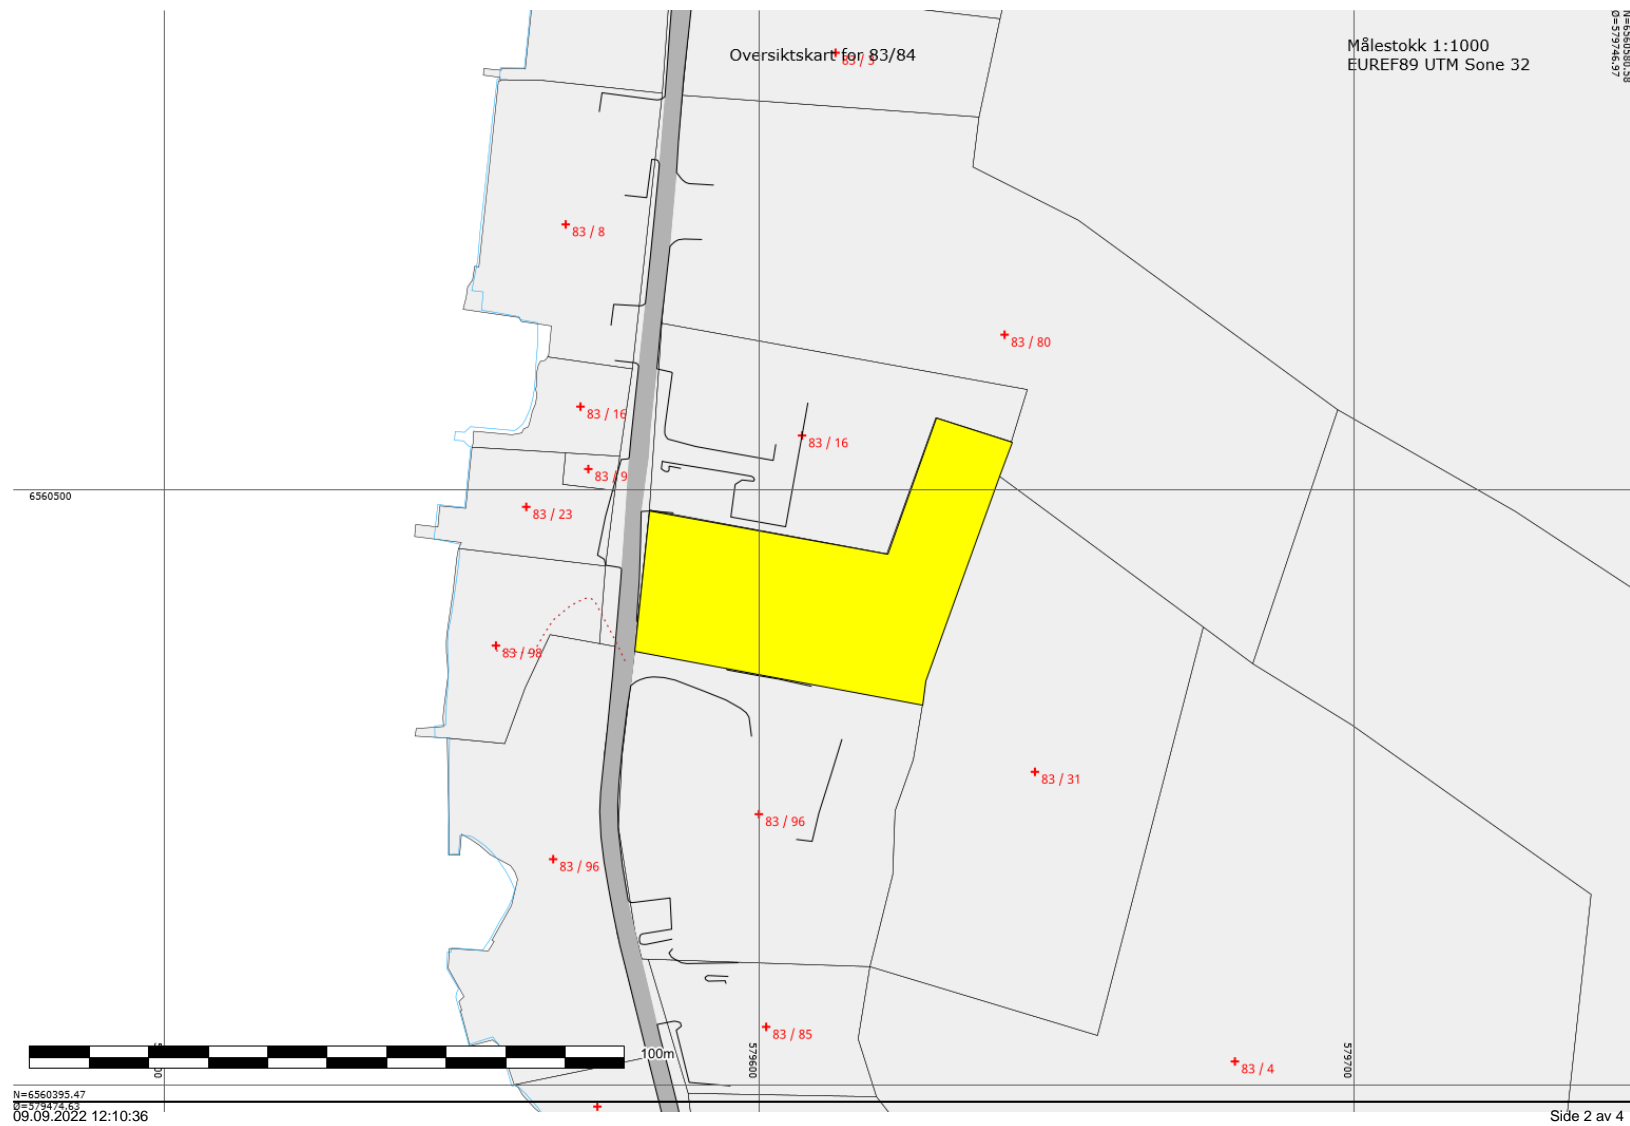 Oversiktskart for 83/84
Målestokk 1:1000
EUREF89 UTM Sone 32
N=6560580.58
Ø=579746.97
83 / 8
83 / 80
83 / 16
83 / 16
83 / 9
6560500
83 / 23
83 / 98
83 / 31
83 / 96
83 / 96
83 / 85
100m
579600
579700
83 / 4
N=6560395.47
Ø=579474.63
09.09.2022 12:10:36
Side 2 av 4